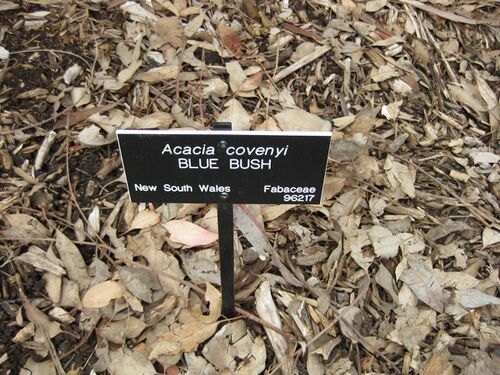 Acacia covenyi
BLUE BUSH
New South Wales Fabaceae
96217